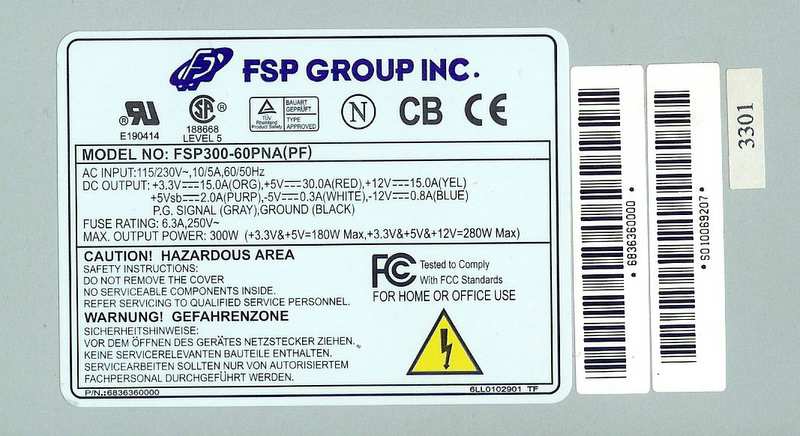 FSP GROUP INC.
E190414
188668
LEVEL 5
TÜV
Rheinland
Product Safety
BAUART
GEPRÜFT
TYPE
APPROVED
N
CB CE
MODEL NO: FSP300-60PNA(PF)
AC INPUT:115/230V~,10/5A,60/50Hz
DC OUTPUT: +3.3V⎓15.0A(ORG),+5V⎓30.0A(RED),+12V⎓15.0A(YEL)
+5Vsb⎓2.0A(PURP),-5V⎓0.3A(WHITE),-12V⎓0.8A(BLUE)
P.G. SIGNAL (GRAY),GROUND (BLACK)
FUSE RATING: 6.3A,250V~
MAX. OUTPUT POWER: 300W (+3.3V&+5V=180W Max,+3.3V&+5V&+12V=280W Max)
CAUTION! HAZARDOUS AREA
SAFETY INSTRUCTIONS:
DO NOT REMOVE THE COVER
NO SERVICEABLE COMPONENTS INSIDE.
REFER SERVICING TO QUALIFIED SERVICE PERSONNEL.
FC Tested to Comply
With FCC Standards
FOR HOME OR OFFICE USE
WARNUNG! GEFAHRENZONE
SICHERHEITSHINWEISE:
VOR DEM ÖFFNEN DES GERÄTES NETZSTECKER ZIEHEN.
KEINE SERVICERELEVANTEN BAUTEILE ENTHALTEN.
SERVICEARBEITEN SOLLTEN NUR VON AUTORISIERTEM
FACHPERSONAL DURCHGEFÜHRT WERDEN.
P/N.:6836360000
6LL0102901 TF
* 6836360000 *
* S010069207 *
3301